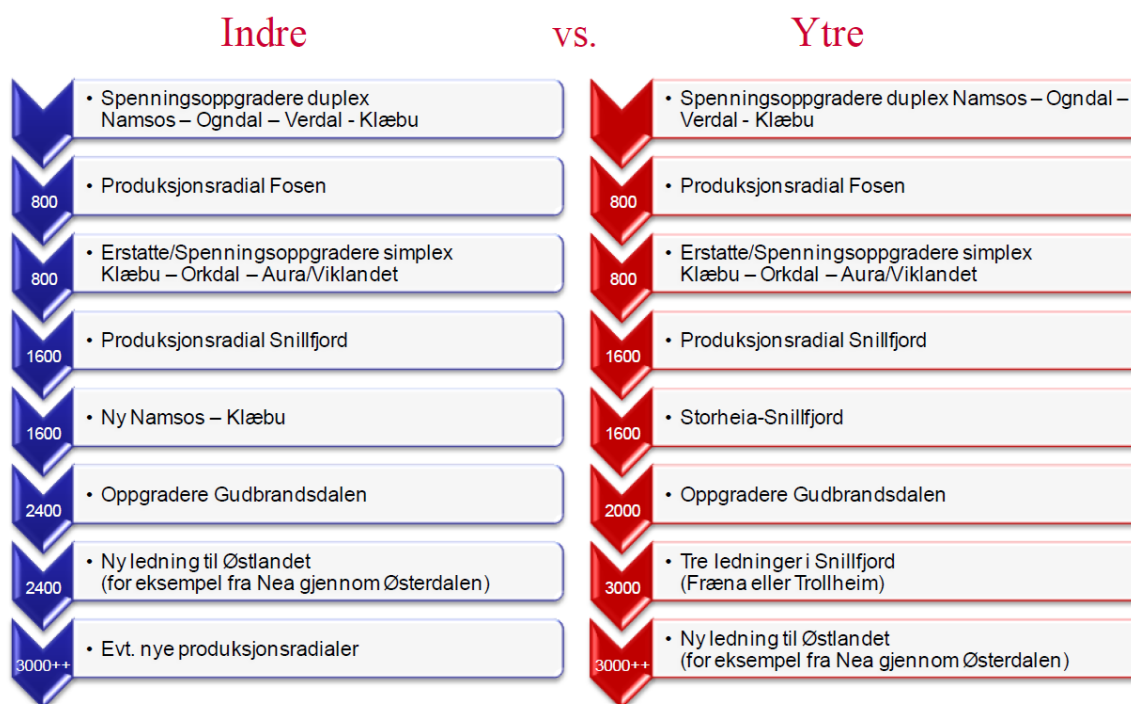 Indre vs. Ytre
• Spenningsoppgradere duplex
Namsos – Ogndal – Verdal - Klæbu
800
• Produksjonsradial Fosen
800
• Erstatte/Spenningsoppgradere simplex
Klæbu – Orkdal – Aura/Viklandet
1600
• Produksjonsradial Snillfjord
1600
• Ny Namsos – Klæbu
2400
• Oppgradere Gudbrandsdalen
2400
• Ny ledning til Østlandet
(for eksempel fra Nea gjennom Østerdalen)
3000++
• Evt. nye produksjonsradialer
• Spenningsoppgradere duplex Namsos – Ogndal –
Verdal - Klæbu
800
• Produksjonsradial Fosen
800
• Erstatte/Spenningsoppgradere simplex
Klæbu – Orkdal – Aura/Viklandet
1600
• Produksjonsradial Snillfjord
1600
• Storheia-Snillfjord
2000
• Oppgradere Gudbrandsdalen
3000
• Tre ledninger i Snillfjord
(Fræna eller Trollheim)
3000++
• Ny ledning til Østlandet
(for eksempel fra Nea gjennom Østerdalen)